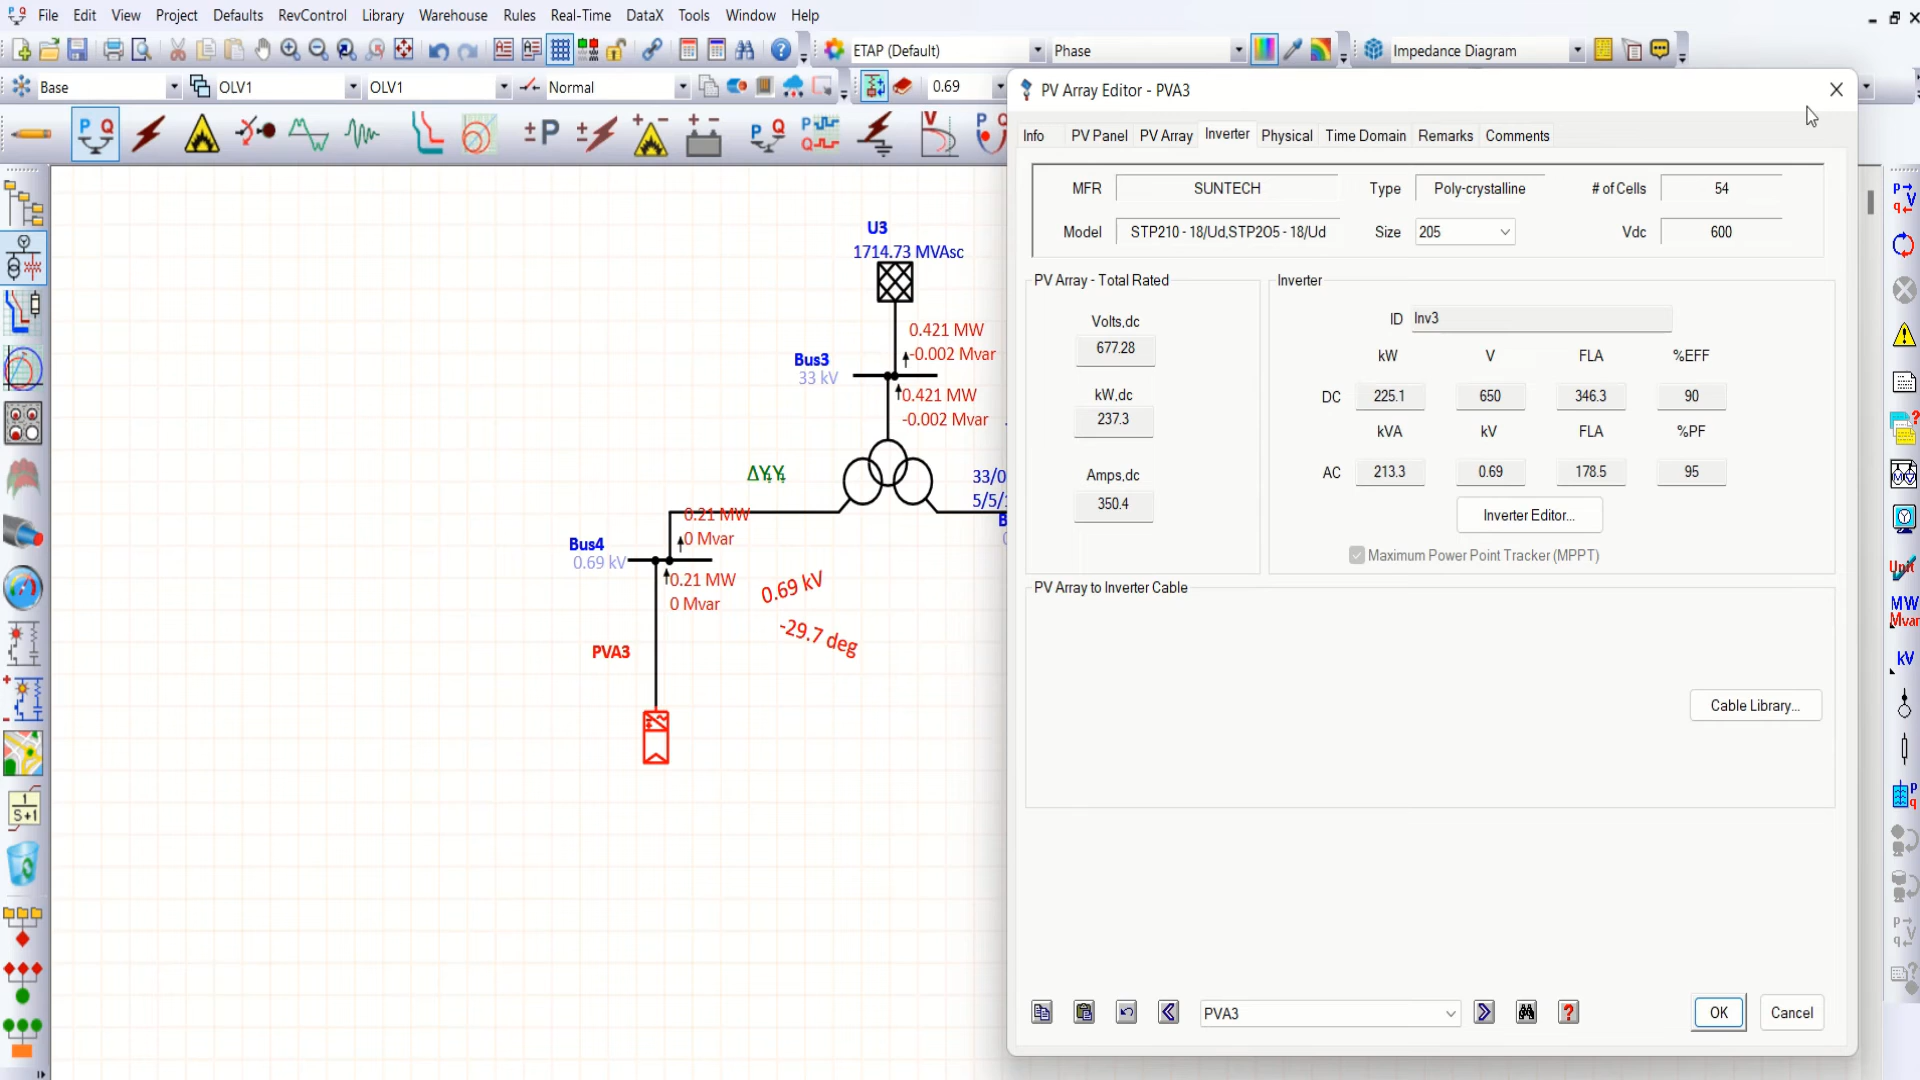 File Edit View Project Defaults RevControl Library Warehouse Rules Real-Time DataX Tools Window Help
ETAP (Default) Phase Impedance Diagram
Base OLV1 OLV1 Normal 0.69
PV Array Editor - PVA3
Info PV Panel PV Array Inverter Physical Time Domain Remarks Comments
MFR SUNTECH Type Poly-crystalline # of Cells 54
Model STP210 - 18/Ud,STP205 - 18/Ud Size 205 Vdc 600
PV Array - Total Rated
Volts,dc
677.28
kW,dc
237.3
Amps,dc
350.4
Inverter
ID Inv3
kW V FLA %EFF
DC 225.1 650 346.3 90
kVA kV FLA %PF
AC 213.3 0.69 178.5 95
Inverter Editor...
Maximum Power Point Tracker (MPPT)
PV Array to Inverter Cable
Cable Library...
PVA3
OK Cancel
U3
1714.73 MVAsc
0.421 MW
-0.002 Mvar
Bus3
33 kV
0.421 MW
-0.002 Mvar
ΔYY
33/0
5/5/
B
0.21 MW
0 Mvar
Bus4
0.69 kV
0.21 MW
0 Mvar
0.69 kV
-29.7 deg
PVA3
Unit
MW
Mvar
kV